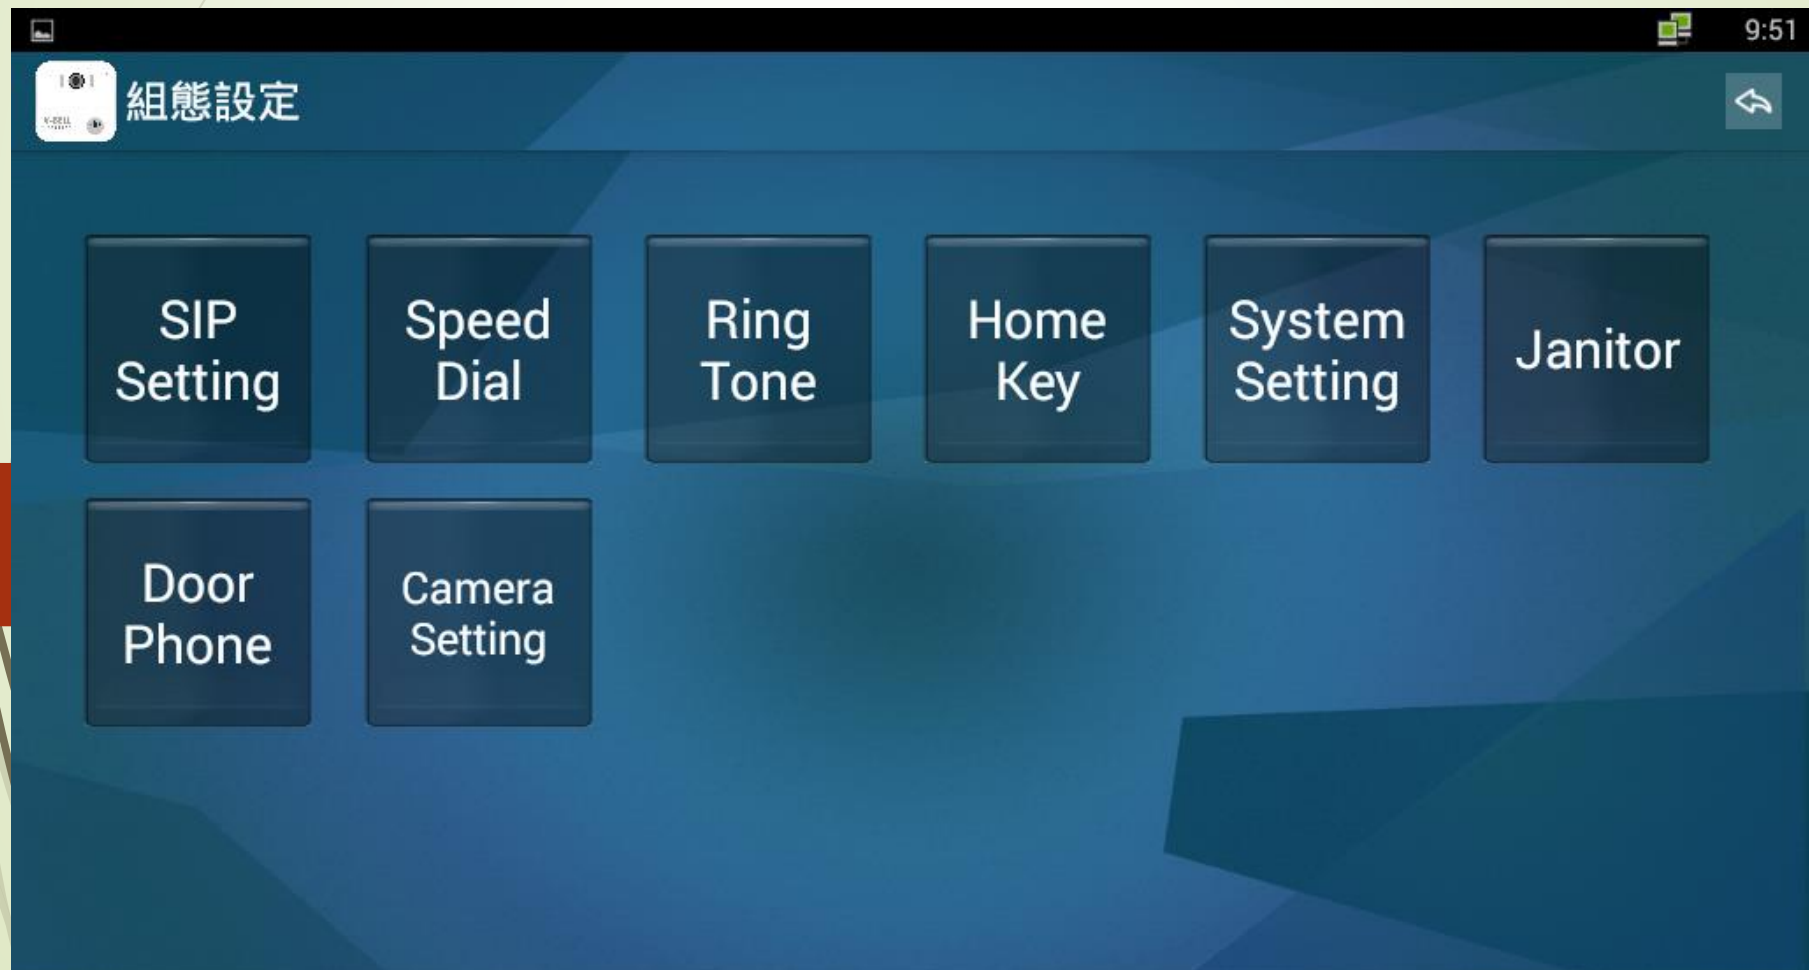 9:51
V-BELL
組態設定
SIP
Setting
Speed
Dial
Ring
Tone
Home
Key
System
Setting
Janitor
Door
Phone
Camera
Setting